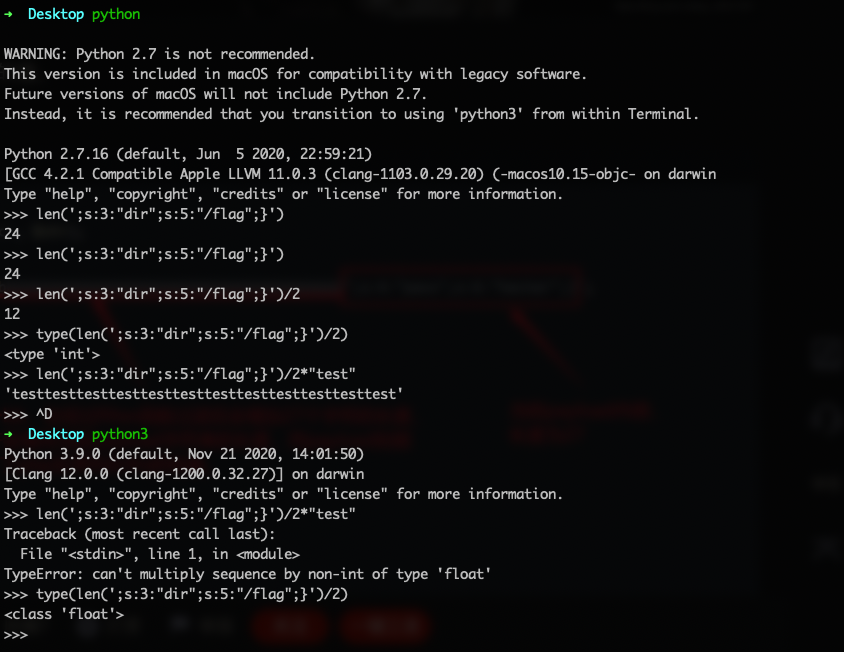 → Desktop python
WARNING: Python 2.7 is not recommended.
This version is included in macOS for compatibility with legacy software.
Future versions of macOS will not include Python 2.7.
Instead, it is recommended that you transition to using 'python3' from within Terminal.
Python 2.7.16 (default, Jun  5 2020, 22:59:21)
[GCC 4.2.1 Compatible Apple LLVM 11.0.3 (clang-1103.0.29.20) (-macos10.15-objc- on darwin
Type "help", "copyright", "credits" or "license" for more information.
>>> len(';s:3:"dir";s:5:"/flag";}')
24
>>> len(';s:3:"dir";s:5:"/flag";}')
24
>>> len(';s:3:"dir";s:5:"/flag";}')/2
12
>>> type(len(';s:3:"dir";s:5:"/flag";}')/2)
<type 'int'>
>>> len(';s:3:"dir";s:5:"/flag";}')/2*"test"
'testtesttesttesttesttesttesttesttesttesttesttest'
>>> ^D
→ Desktop python3
Python 3.9.0 (default, Nov 21 2020, 14:01:50)
[Clang 12.0.0 (clang-1200.0.32.27)] on darwin
Type "help", "copyright", "credits" or "license" for more information.
>>> len(';s:3:"dir";s:5:"/flag";}')/2*"test"
Traceback (most recent call last):
  File "<stdin>", line 1, in <module>
TypeError: can't multiply sequence by non-int of type 'float'
>>> type(len(';s:3:"dir";s:5:"/flag";}')/2)
<class 'float'>
>>>